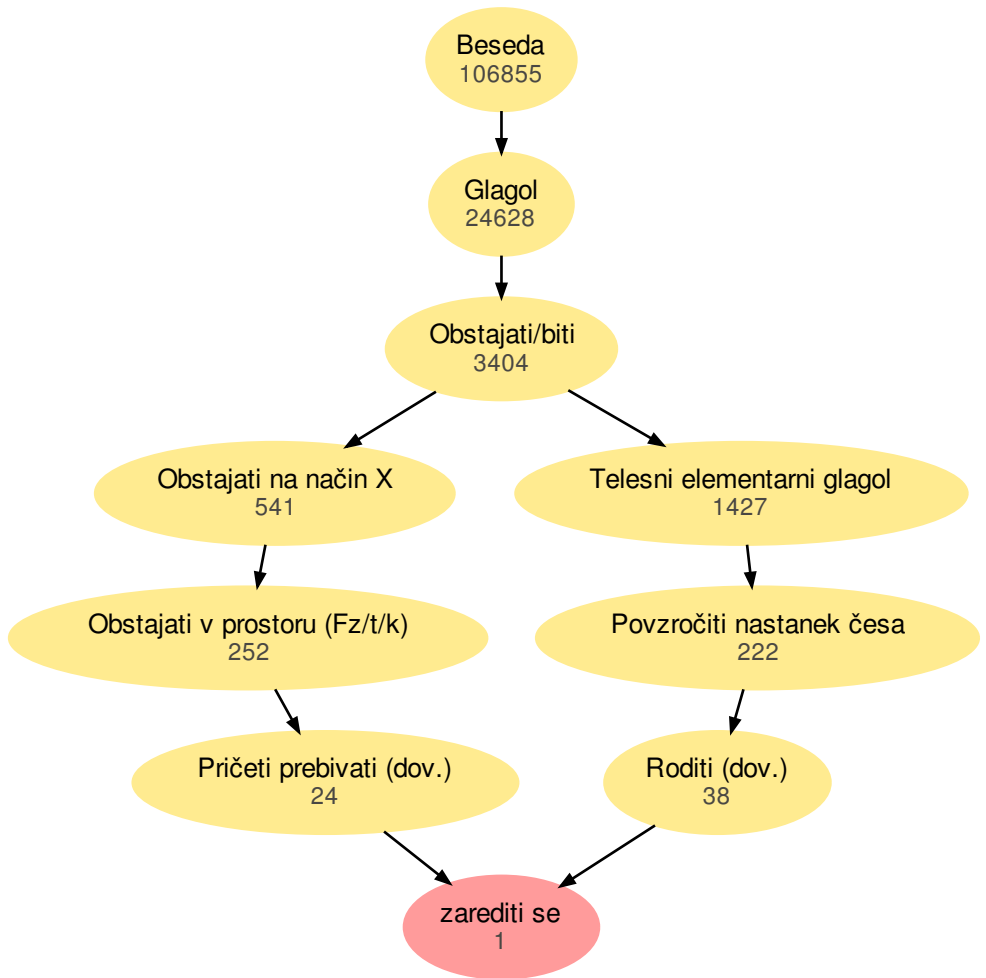 Beseda
106855
Glagol
24628
Obstajati/biti
3404
Obstajati na način X
541
Telesni elementarni glagol
1427
Obstajati v prostoru (Fz/t/k)
252
Povzročiti nastanek česa
222
Pričeti prebivati (dov.)
24
Roditi (dov.)
38
zarediti se
1